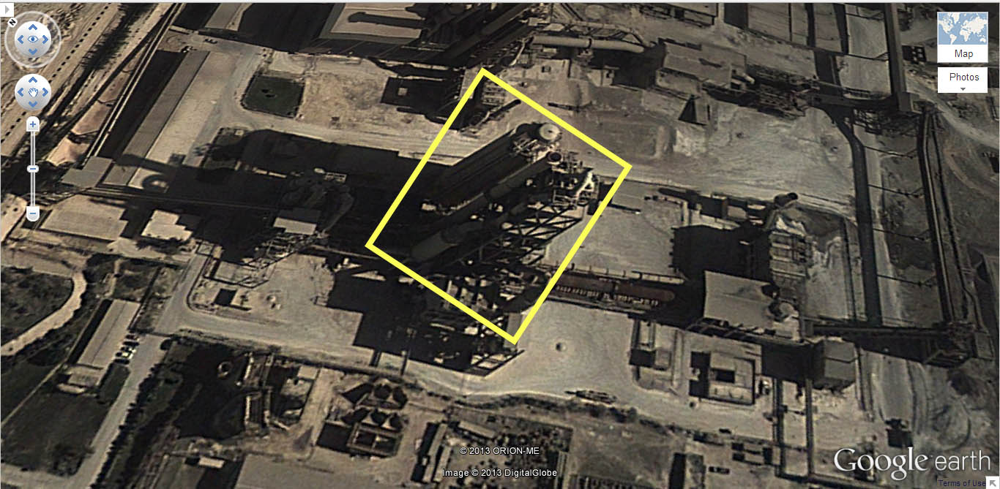 N
Map
Photos
© 2013 ORION-ME
Image © 2013 DigitalGlobe
Google earth
Terms of Use